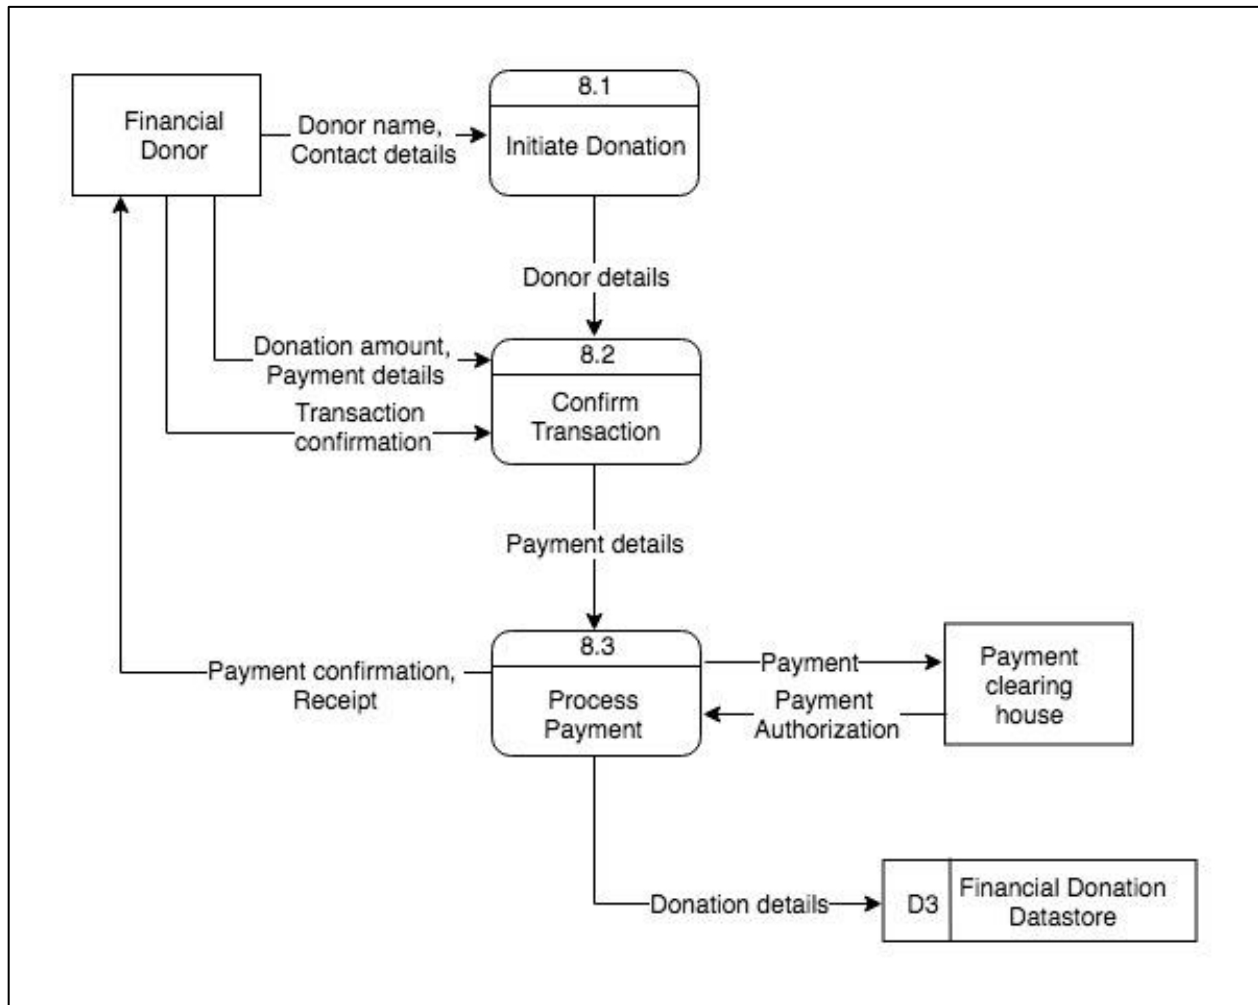 8.1
Financial
Donor
Donor name,
Contact details
Initiate Donation
Donor details
Donation amount,
Payment details
8.2
Transaction
confirmation
Confirm
Transaction
Payment details
8.3
Payment confirmation,
Receipt
Process
Payment
Payment
Payment
Authorization
Payment
clearing
house
Donation details
D3
Financial Donation
Datastore